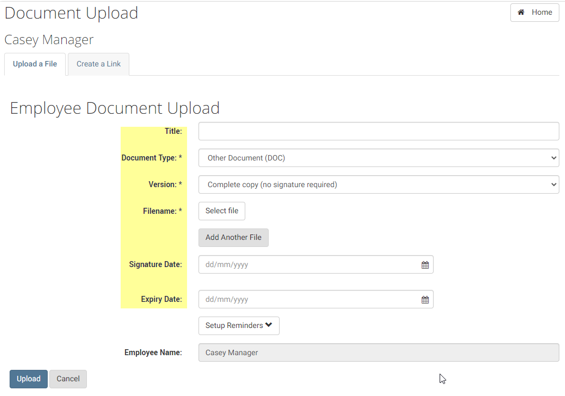 Document Upload
Home
Casey Manager
Upload a File
Create a Link
Employee Document Upload
Title:
Document Type: * Other Document (DOC)
Version: * Complete copy (no signature required)
Filename: * Select file
Add Another File
Signature Date: dd/mm/yyyy
Expiry Date: dd/mm/yyyy
Setup Reminders
Employee Name: Casey Manager
Upload Cancel